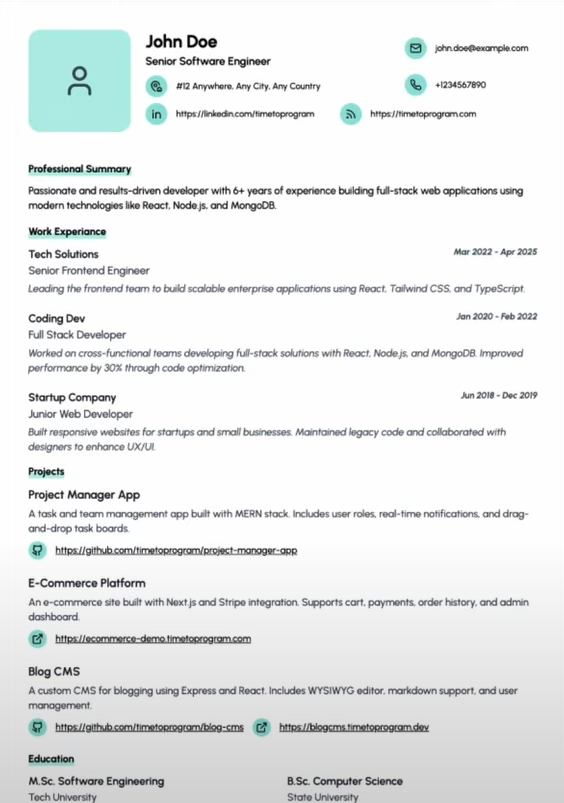 John Doe
Senior Software Engineer
#12 Anywhere, Any City, Any Country
john.doe@example.com
+1234567890
in
https://linkedin.com/timetoprogram
https://timetoprogram.com
Professional Summary
Passionate and results-driven developer with 6+ years of experience building full-stack web applications using
modern technologies like React, Node.js, and MongoDB.
Work Experiance
Tech Solutions
Mar 2022 - Apr 2025
Senior Frontend Engineer
Leading the frontend team to build scalable enterprise applications using React, Tailwind CSS, and TypeScript.
Coding Dev
Jan 2020 - Feb 2022
Full Stack Developer
Worked on cross-functional teams developing full-stack solutions with React, Node.js, and MongoDB. Improved
performance by 30% through code optimization.
Startup Company
Jun 2018 - Dec 2019
Junior Web Developer
Built responsive websites for startups and small businesses. Maintained legacy code and collaborated with
designers to enhance UX/UI.
Projects
Project Manager App
A task and team management app built with MERN stack. Includes user roles, real-time notifications, and drag-
and-drop task boards.
https://github.com/timetoprogram/project-manager-app
E-Commerce Platform
An e-commerce site built with Next.js and Stripe integration. Supports cart, payments, order history, and admin
dashboard.
https://ecommerce-demo.timetoprogram.com
Blog CMS
A custom CMS for blogging using Express and React. Includes WYSIWYG editor, markdown support, and user
management.
https://github.com/timetoprogram/blog-cms
https://blogcms.timetoprogram.dev
Education
M.Sc. Software Engineering
B.Sc. Computer Science
Tech University
State University